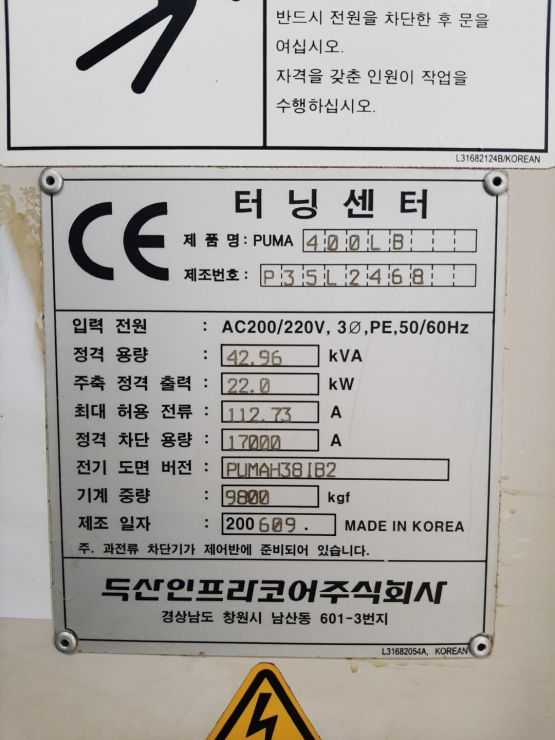 반드시 전원을 차단한 후 문을
여십시오.
자격을 갖춘 인원이 작업을
수행하십시오.
L31682124B/KOREAN
CE
터닝센터
제 품 명: PUMA 400LB
제조번호: P35L2468
입력 전원 : AC200/220V, 3∅,PE,50/60Hz
정격 용량 : 42.96 kVA
주축 정격 출력 : 22.0 kW
최대 허용 전류 : 112.73 A
정격 차단 용량 : 17000 A
전기 도면 버전 : PUMAH38IB2
기계 중량 : 9800 kgf
제조 일자 : 200609. MADE IN KOREA
주. 과전류 차단기가 제어반에 준비되어 있습니다.
두산인프라코어주식회사
경상남도 창원시 남산동 601-3번지
L31682054A, KOREAN